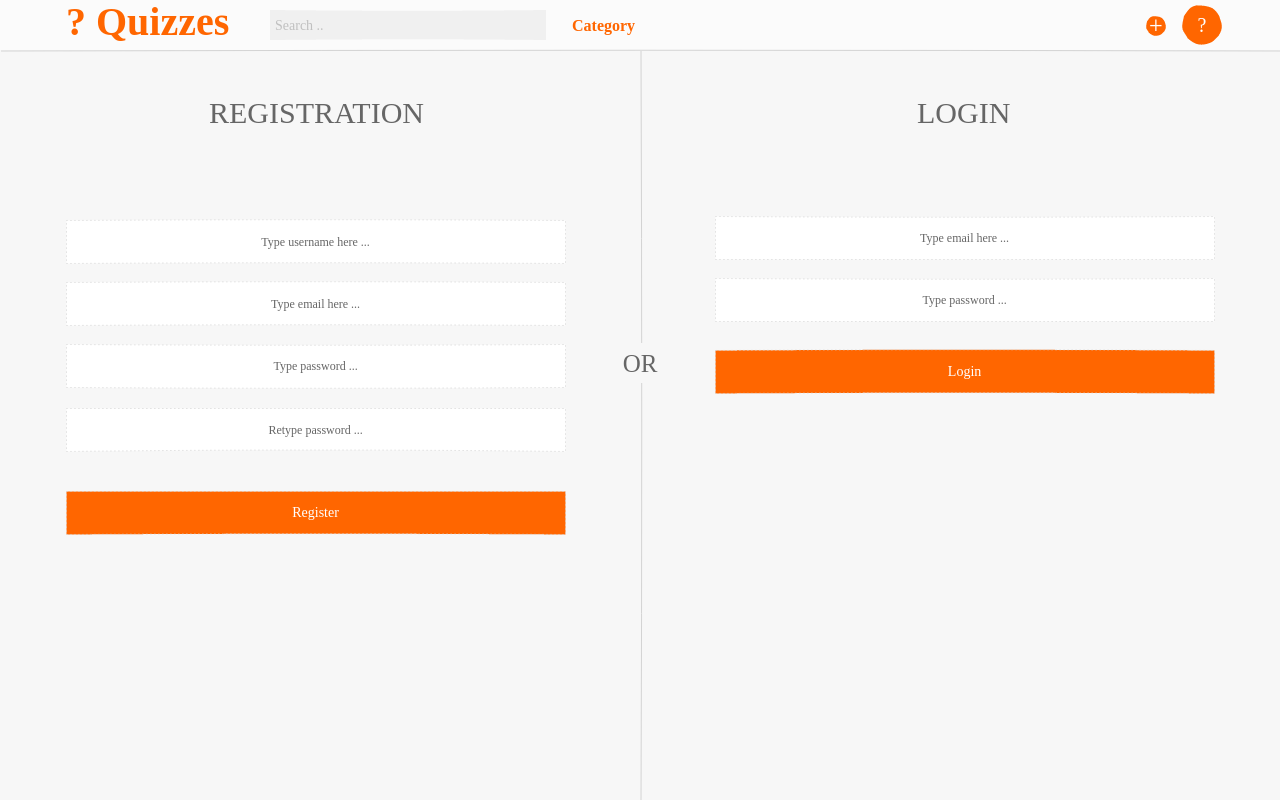 ? Quizzes
Search ..
Category
+
?
REGISTRATION
Type username here ...
Type email here ...
Type password ...
Retype password ...
Register
OR
LOGIN
Type email here ...
Type password ...
Login